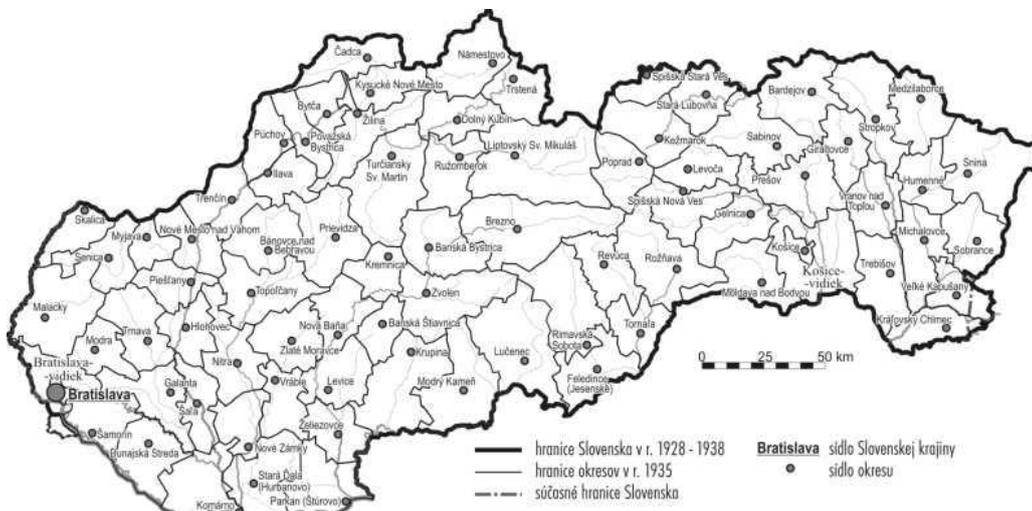 Čadca
Námestovo
Kysucké Nové Mesto
Trstená
Spišská Stará Ves
Stará Ľubovňa
Bardejov
Medzilaborce
Bytča
Žilina
Dolný Kubín
Stropkov
Púchov
Považská
Bystrica
Turčiansky
Sv. Martin
Ružomberok
Liptovský Sv. Mikuláš
Kežmarok
Sabinov
Giraltovce
Ilava
Poprad
Levoča
Prešov
Snina
Humenné
Trenčín
Spišská Nová Ves
Vranov nad
Topľou
Skalica
Myjava
Nové Mesto nad Váhom
Bánovce nad
Bebravou
Prievidza
Brezno
Gelnica
Michalovce
Sobrance
Senica
Kremnica
Banská Bystrica
Revúca
Rožňava
Košice
Košice-
vidiek
Trebišov
Piešťany
Topoľčany
Zvolen
Moldava nad Bodvou
Veľké Kapušany
Malacky
Modra
Trnava
Hlohovec
Nová Baňa
Banská Štiavnica
Rimavská
Sobota
Tornaľa
Kráľovský Chlmec
Zlaté Moravce
Krupina
Lučenec
0 25 50 km
Bratislava-
vidiek
Nitra
Feledince
(Jesenské)
Bratislava
Galanta
Šaľa
Vráble
Levice
Modrý Kameň
Šamorín
Dunajská Streda
Nové Zámky
Želiezovce
Stará Ďala
(Hurbanovo)
Parkan (Štúrovo)
Komárno
hranice Slovenska v r. 1928 - 1938
hranice okresov v r. 1935
súčasné hranice Slovenska
Bratislava sídlo Slovenskej krajiny
sídlo okresu